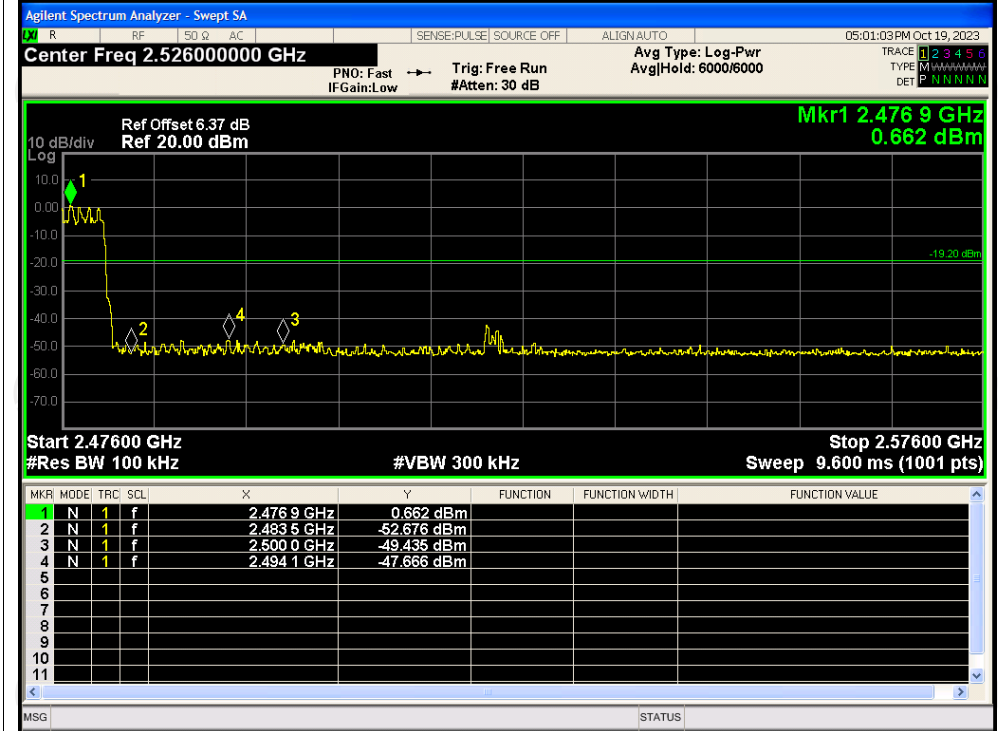 Agilent Spectrum Analyzer - Swept SA
LXI R RF 50 Ω AC SENSE:PULSE SOURCE OFF ALIGNAUTO 05:01:03 PM Oct 19, 2023
Center Freq 2.526000000 GHz Avg Type: Log-Pwr TRACE 1 2 3 4 5 6
PNO: Fast Trig: Free Run Avg|Hold: 6000/6000 TYPE M W W W W W
IFGain:Low #Atten: 30 dB DET P N N N N N
Mkr1 2.476 9 GHz
Ref Offset 6.37 dB
10 dB/div Ref 20.00 dBm 0.662 dBm
Log
10.0
1
0.00
-10.0
-19.20 dBm
-20.0
-30.0
-40.0
4
3
2
-50.0
-60.0
-70.0
Start 2.47600 GHz Stop 2.57600 GHz
#Res BW 100 kHz #VBW 300 kHz Sweep 9.600 ms (1001 pts)
MKR MODE TRC SCL X Y FUNCTION FUNCTION WIDTH FUNCTION VALUE
1 N 1 f 2.476 9 GHz 0.662 dBm
2 N 1 f 2.483 5 GHz -52.676 dBm
3 N 1 f 2.500 0 GHz -49.435 dBm
4 N 1 f 2.494 1 GHz -47.666 dBm
5
6
7
8
9
10
11
MSG STATUS